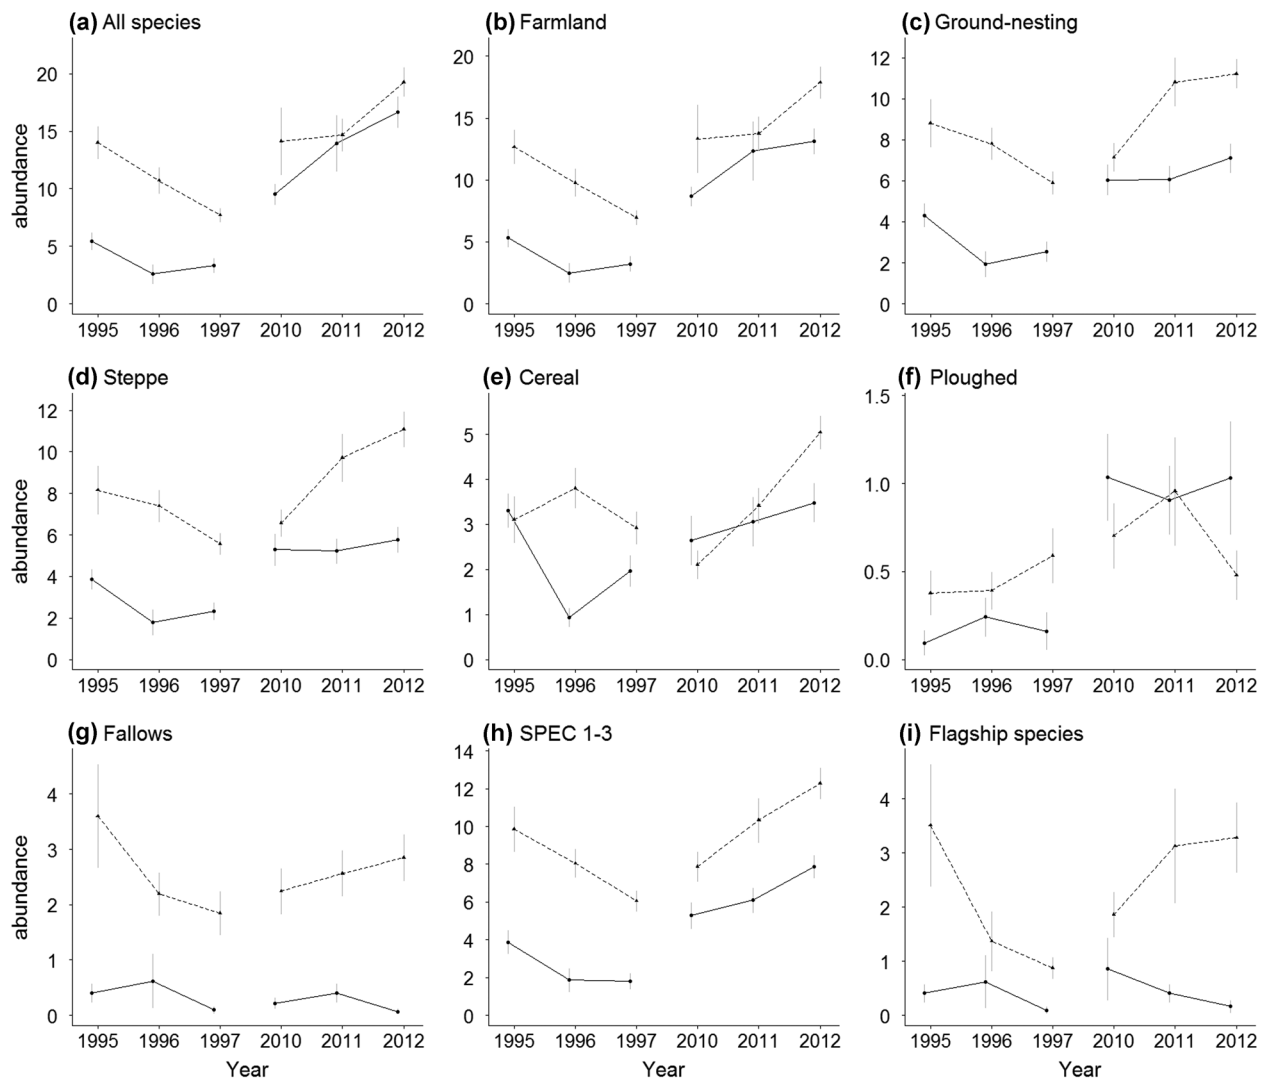 (a) All species
(b) Farmland
(c) Ground-nesting
abundance
20
15
10
5
0
1995 1996 1997 2010 2011 2012
20
15
10
5
0
1995 1996 1997 2010 2011 2012
12
10
8
6
4
2
0
1995 1996 1997 2010 2011 2012
(d) Steppe
(e) Cereal
(f) Ploughed
abundance
12
10
8
6
4
2
0
1995 1996 1997 2010 2011 2012
5
4
3
2
1
0
1995 1996 1997 2010 2011 2012
1.5
1.0
0.5
0.0
1995 1996 1997 2010 2011 2012
(g) Fallows
(h) SPEC 1-3
(i) Flagship species
abundance
4
3
2
1
0
1995 1996 1997 2010 2011 2012
Year
14
12
10
8
6
4
2
0
1995 1996 1997 2010 2011 2012
Year
4
3
2
1
0
1995 1996 1997 2010 2011 2012
Year